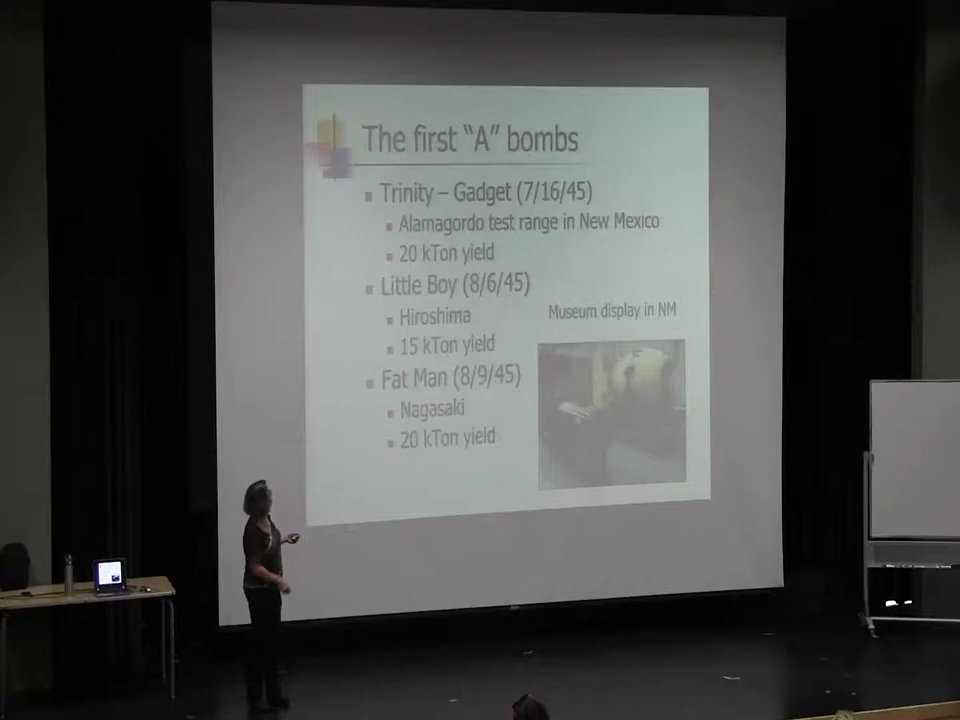 The first “A” bombs
Trinity – Gadget (7/16/45)
Alamagordo test range in New Mexico
20 kTon yield
Little Boy (8/6/45)
Hiroshima
15 kTon yield
Fat Man (8/9/45)
Nagasaki
20 kTon yield
Museum display in NM